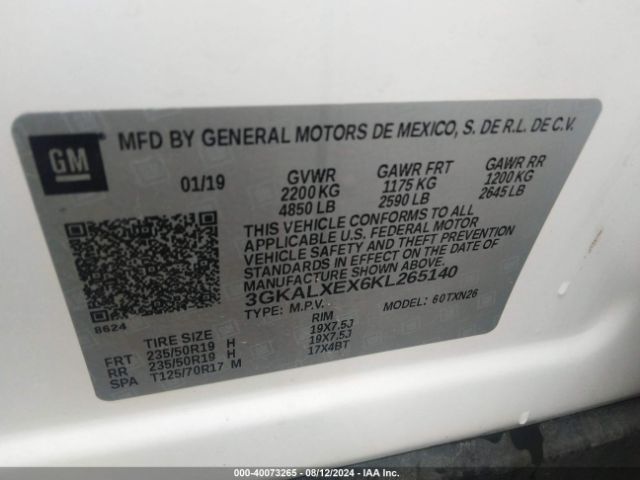 GM
MFD BY GENERAL MOTORS DE MEXICO, S. DE R.L. DE C.V.
01/19 GVWR GAWR FRT GAWR RR
2200 KG 1175 KG 1200 KG
4850 LB 2590 LB 2645 LB
THIS VEHICLE CONFORMS TO ALL
APPLICABLE U.S. FEDERAL MOTOR
VEHICLE SAFETY AND THEFT PREVENTION
STANDARDS IN EFFECT ON THE DATE OF
MANUFACTURE SHOWN ABOVE.
3GKALXEX6KL265140
TYPE: M.P.V. MODEL: 60TXN26
8624
TIRE SIZE RIM
FRT 235/50R19 H 19X7.5J
RR 235/50R19 H 19X7.5J
SPA T125/70R17 M 17X4BT
000-40073265 - 08/12/2024 - IAA Inc.